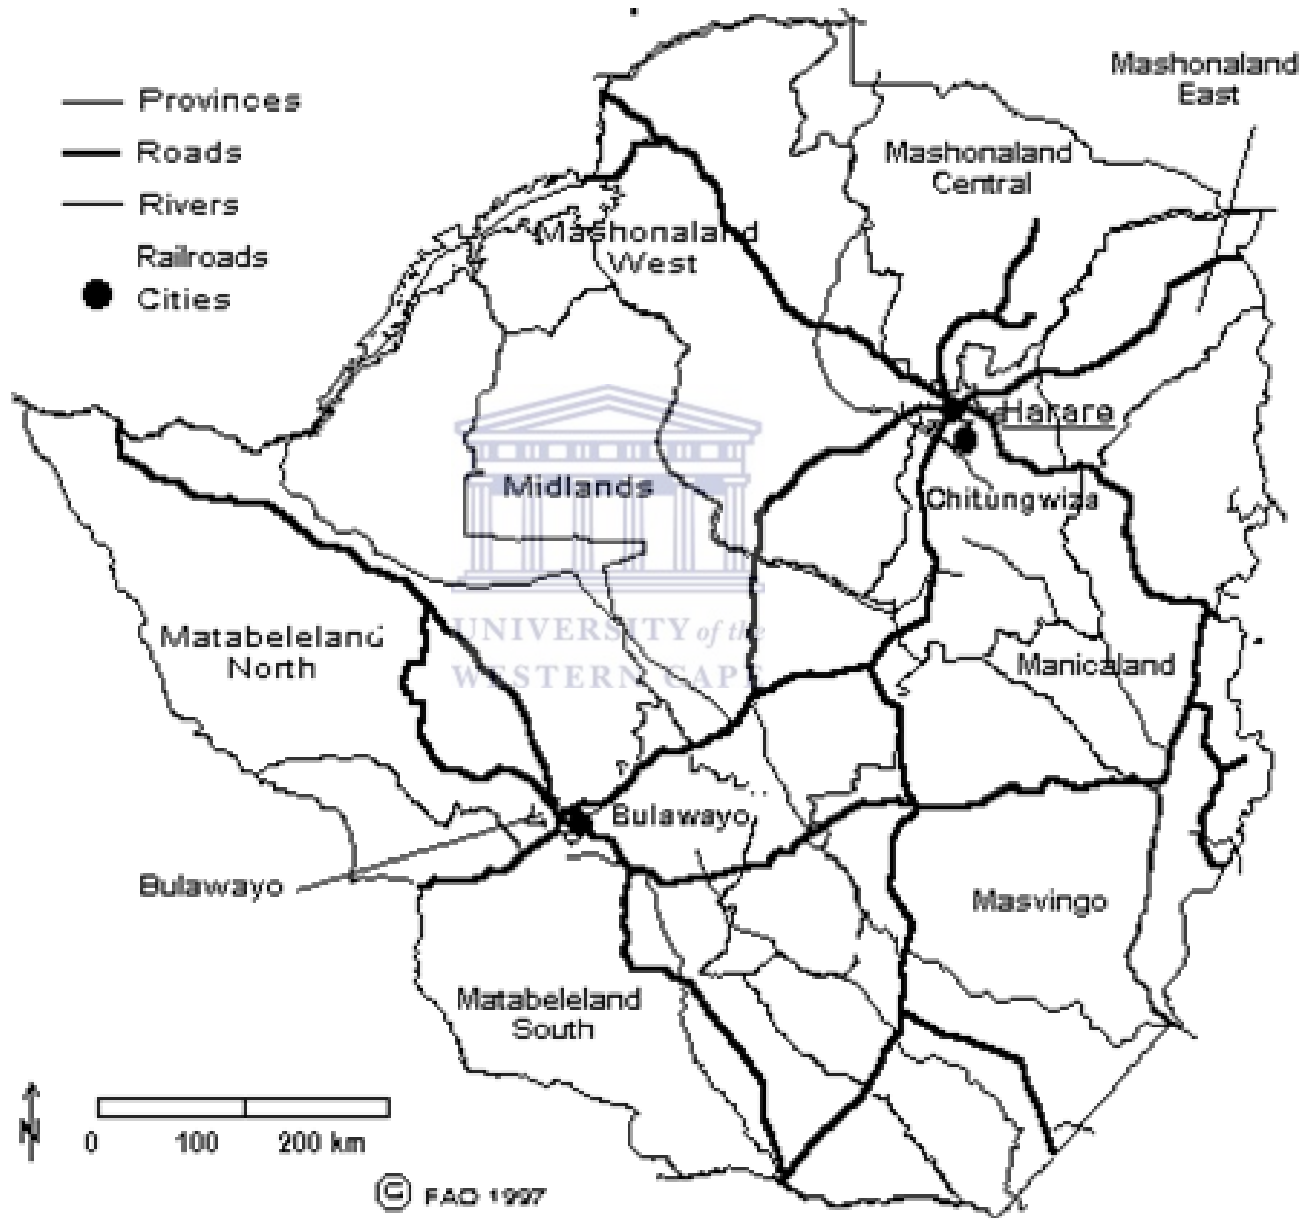 Mashonaland
East
Provinces
Roads
Rivers
Railroads
Cities
Mashonaland
Central
Mashonaland
West
Harare
Midlands
Chitungwiza
UNIVERSITY of the
WESTERN CAPE
Matabeleland
North
Manicaland
Bulawayo
Bulawayo
Masvingo
Matabeleland
South
N
0 100 200 km
© FAO 1997